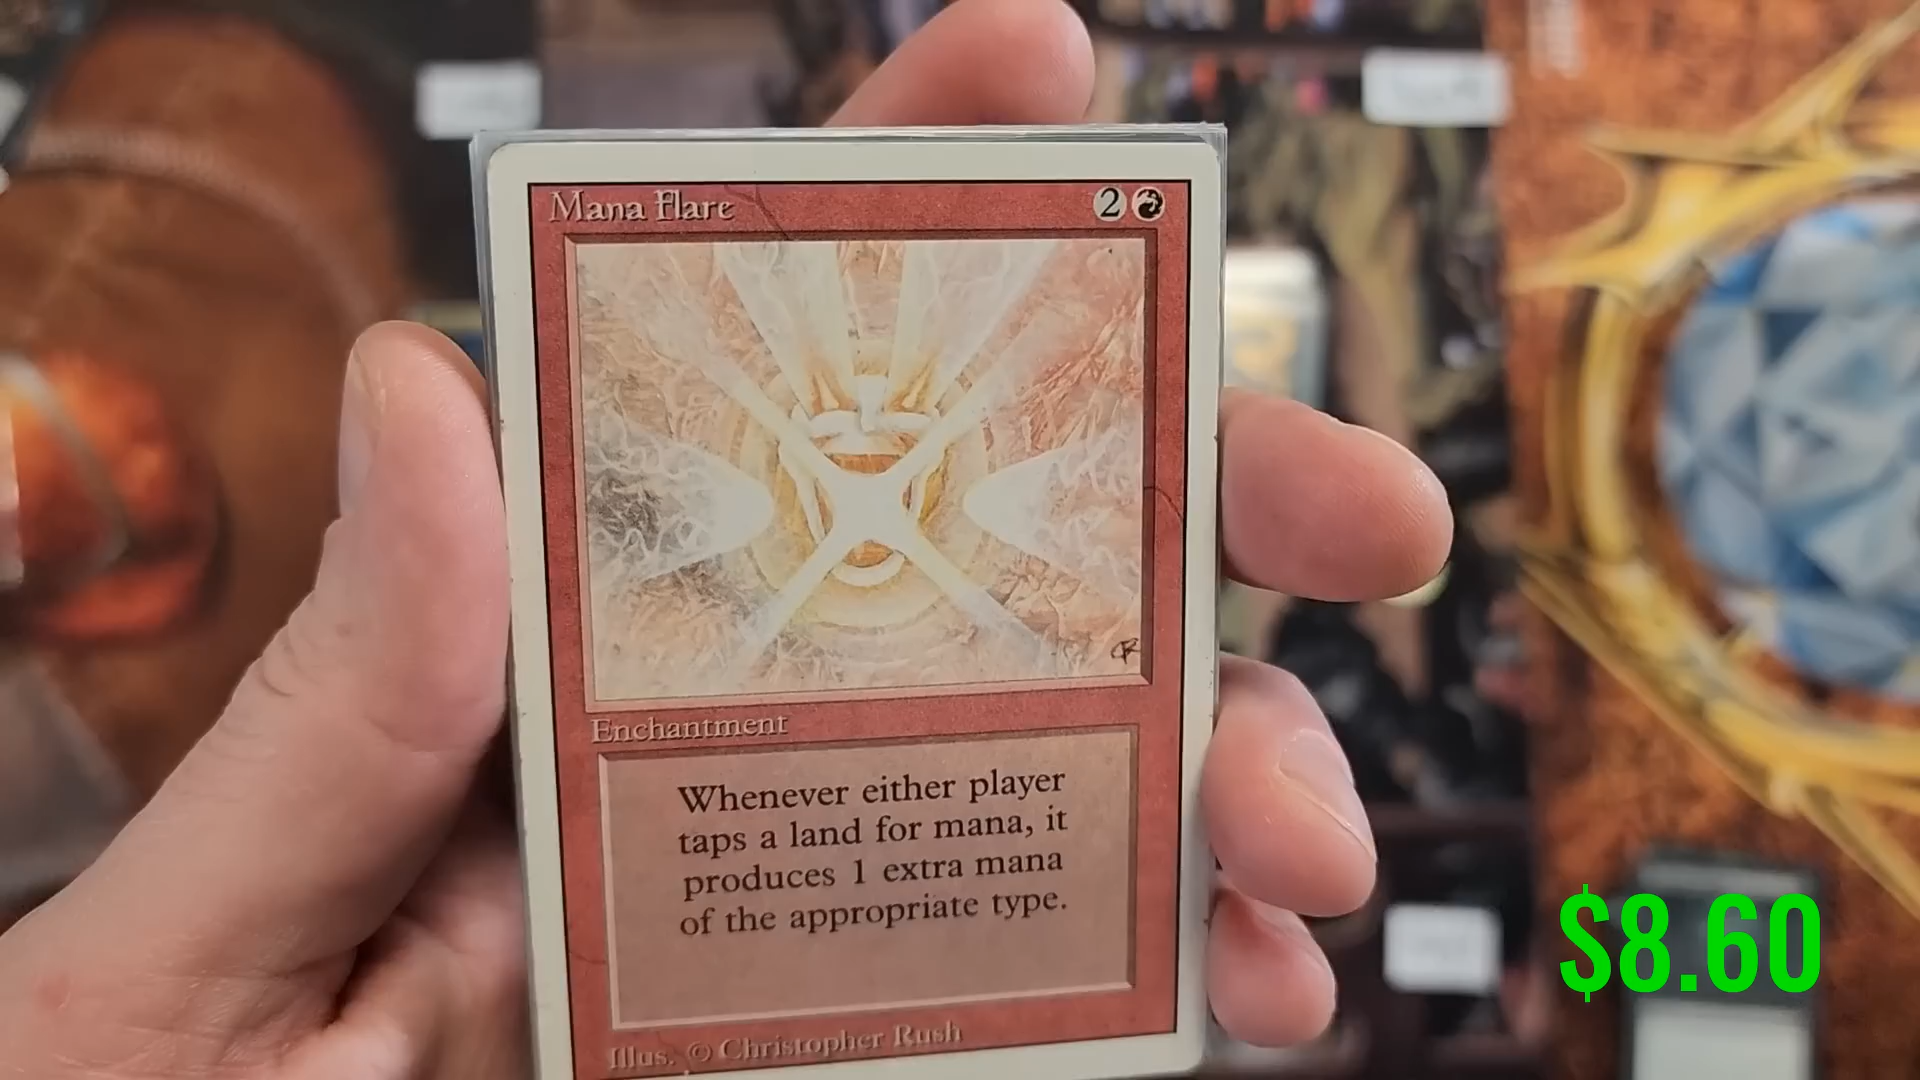 Mana Flare
2
Enchantment
Whenever either player
taps a land for mana, it
produces 1 extra mana
of the appropriate type.
Illus. © Christopher Rush
CR
$8.60